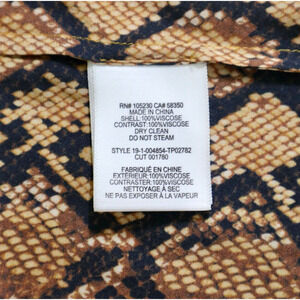 RN# 105230 CA# 58350
MADE IN CHINA
SHELL:100%VISCOSE
CONTRAST:100%VISCOSE
DRY CLEAN
DO NOT STEAM
STYLE 19-1-004854-TP02782
CUT 001780
FABRIQUÉ EN CHINE
EXTÉRIEUR:100%VISCOSE
CONTRASTER:100%VISCOSE
NETTOYAGE À SEC
NE PAS EXPOSER À LA VAPEUR